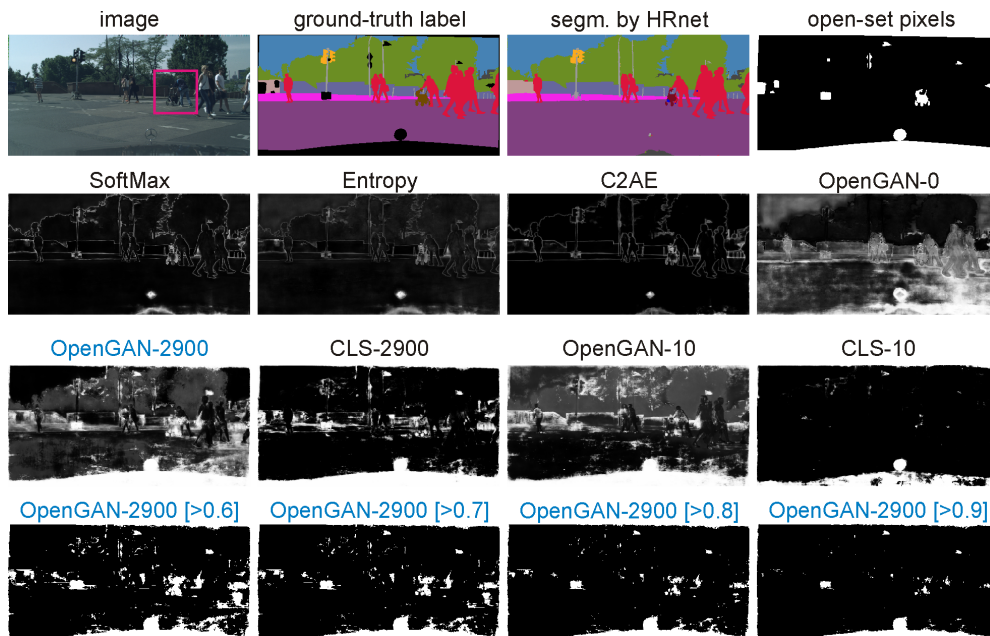 image ground-truth label segm. by HRnet open-set pixels
SoftMax Entropy C2AE OpenGAN-0
OpenGAN-2900 CLS-2900 OpenGAN-10 CLS-10
OpenGAN-2900 [>0.6] OpenGAN-2900 [>0.7] OpenGAN-2900 [>0.8] OpenGAN-2900 [>0.9]